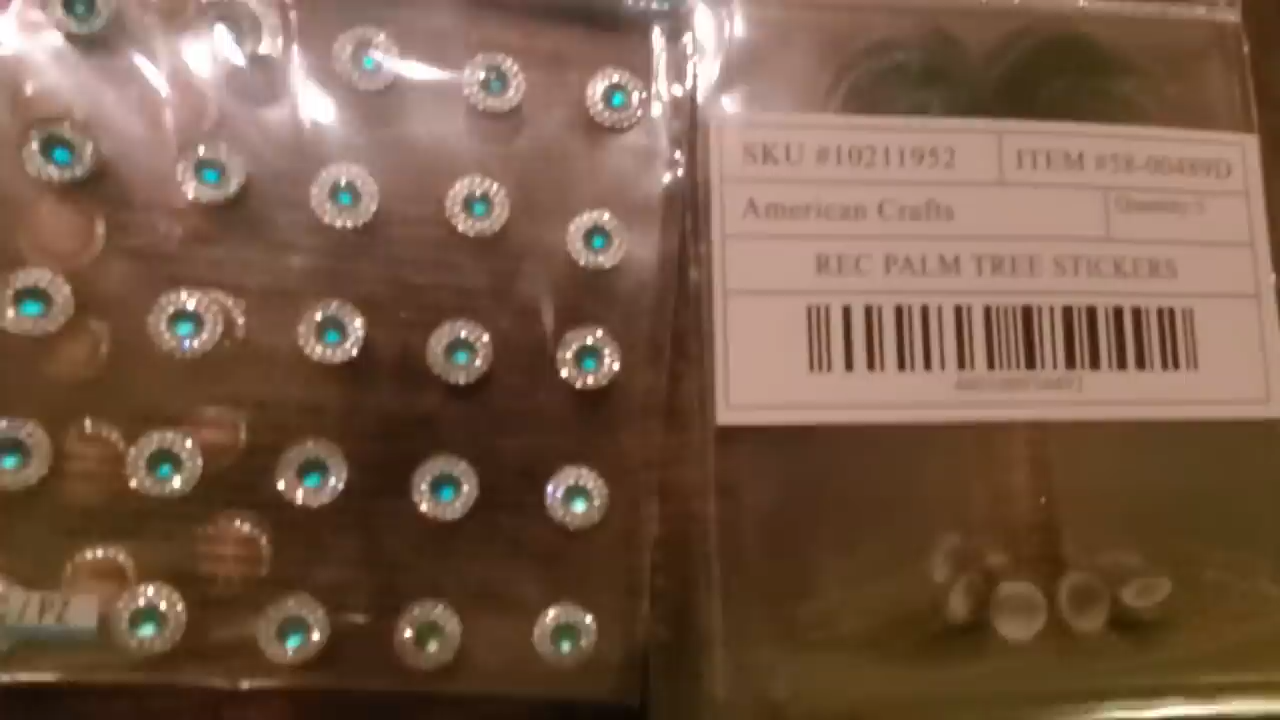 SKU #10211952 ITEM #58-00489D
American Crafts
REC PALM TREE STICKERS